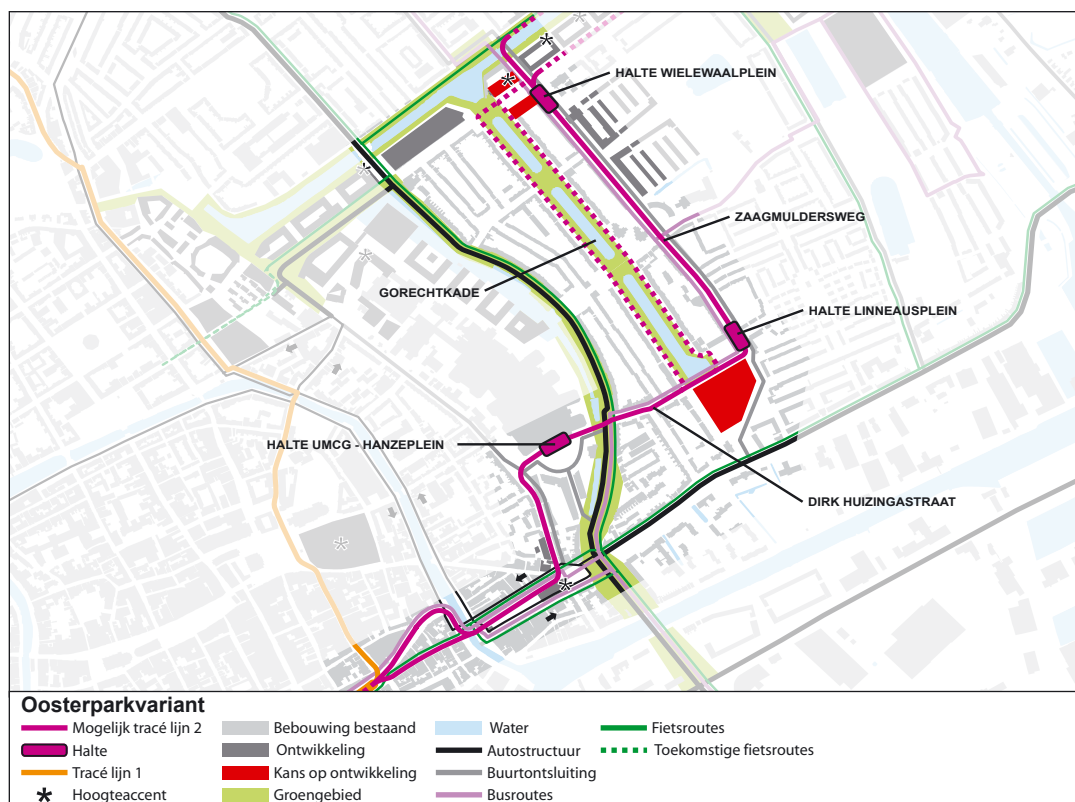 HALTE WIELEWAALPLEIN
ZAAGMULDERSWEG
GORECHTKADE
HALTE LINNEAUSPLEIN
HALTE UMCG - HANZEPLEIN
DIRK HUIZINGASTRAAT
Oosterparkvariant
Mogelijk tracé lijn 2
Halte
Tracé lijn 1
Hoogteaccent
Bebouwing bestaand
Ontwikkeling
Kans op ontwikkeling
Groengebied
Water
Autostructuur
Buurtontsluiting
Busroutes
Fietsroutes
Toekomstige fietsroutes